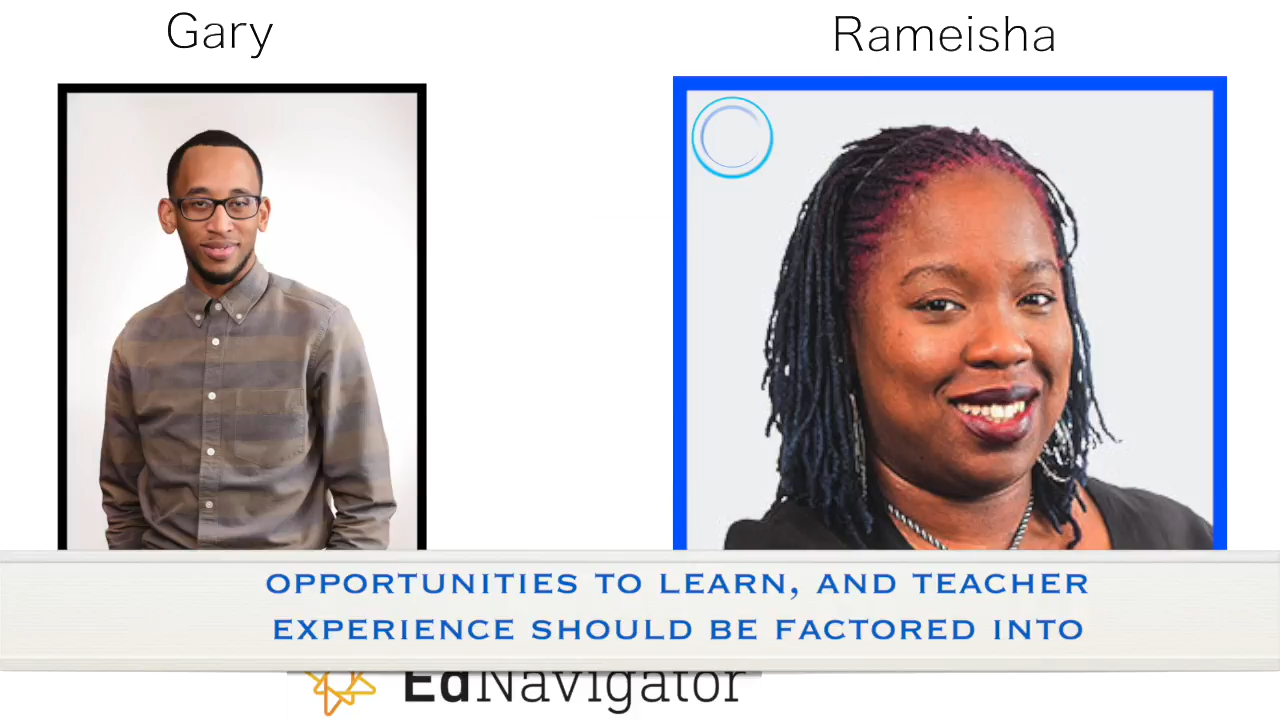 Gary
Rameisha
OPPORTUNITIES TO LEARN, AND TEACHER
EXPERIENCE SHOULD BE FACTORED INTO
EdNavigator